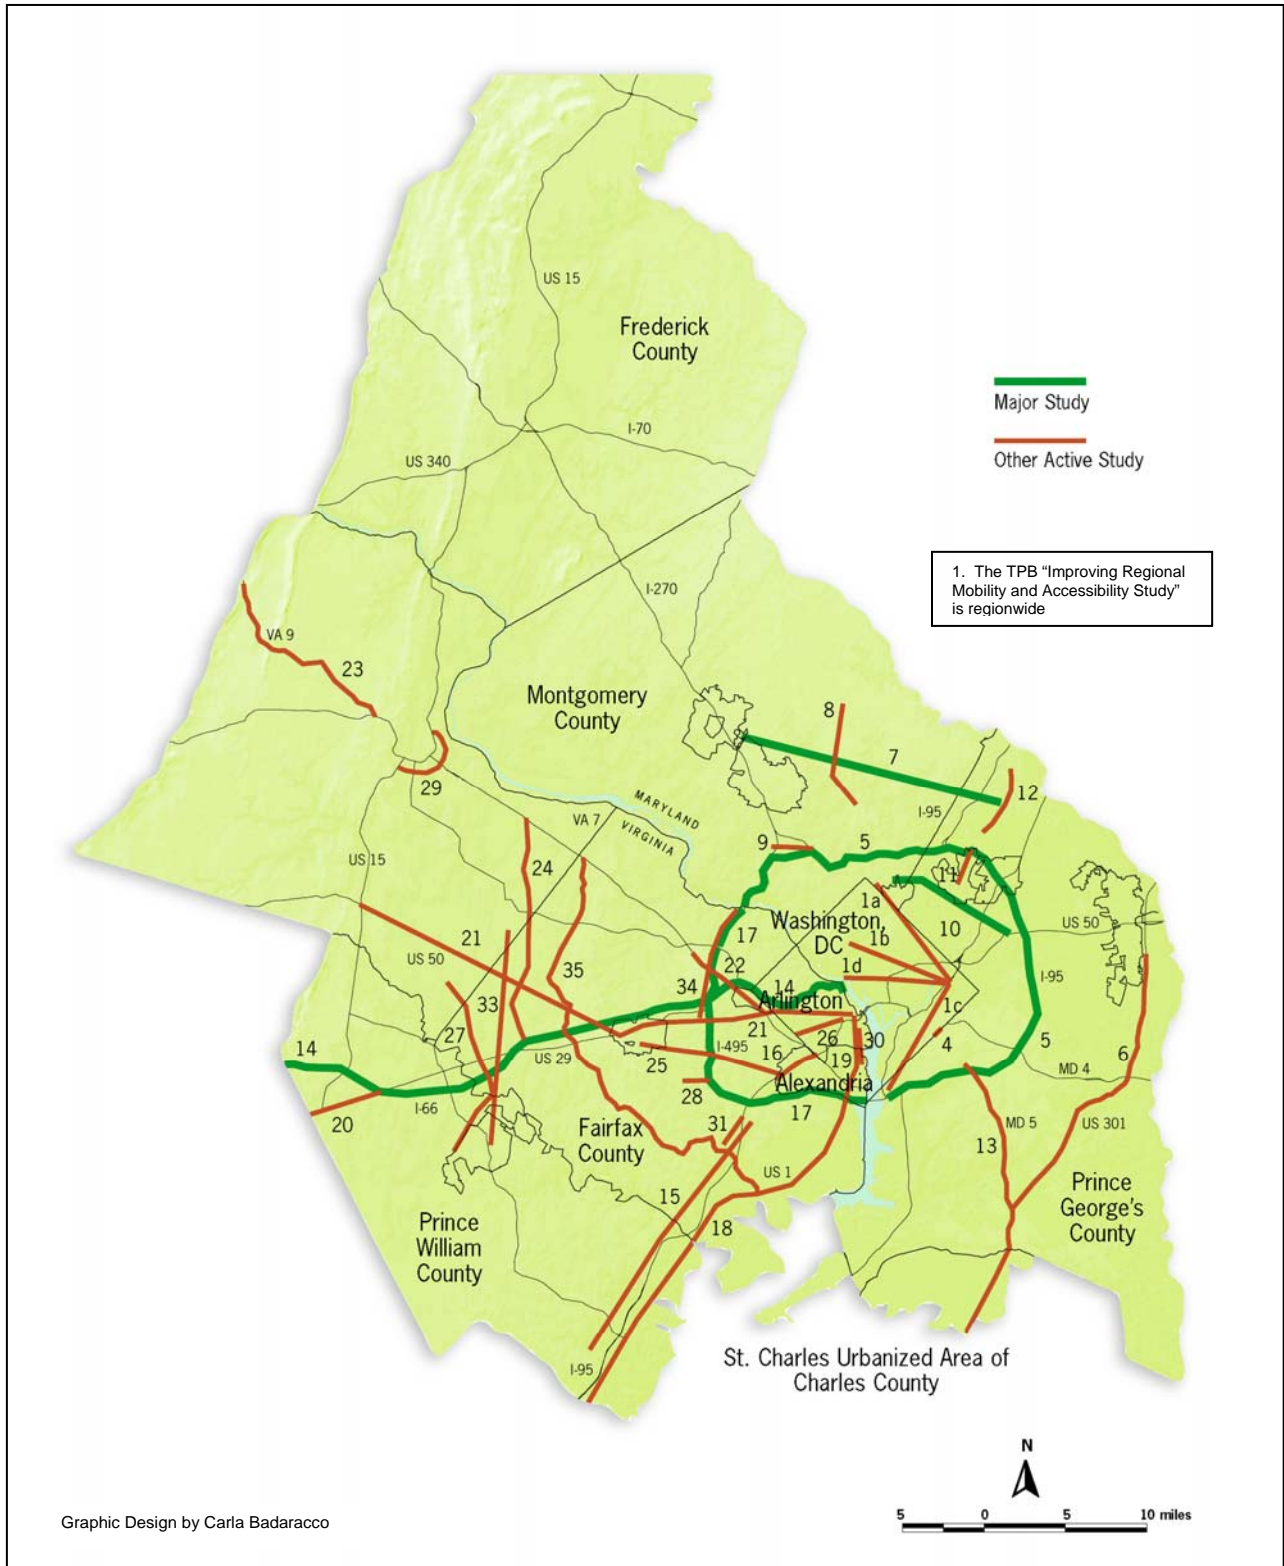 US 15
Frederick
County
Major Study
I-70
Other Active Study
US 340
1. The TPB “Improving Regional
Mobility and Accessibility Study”
is regionwide
I-270
VA 9
23
Montgomery
County
8
7
29
MARYLAND
I-95
12
VA 7
VIRGINIA
9
5
US 15
24
11
1a
Washington,
DC
10
US 50
17
1b
21
US 50
35
22
1d
I-95
34
14
Arlington
33
1c
27
21
26
30
5
14
I-495
4
US 29
16
19
6
25
MD 4
Alexandria
28
I-66
17
20
31
Fairfax
County
MD 5
US 301
13
US 1
Prince
George's
County
15
18
Prince
William
County
I-95
St. Charles Urbanized Area of
Charles County
N
5 0 5 10 miles
Graphic Design by Carla Badaracco